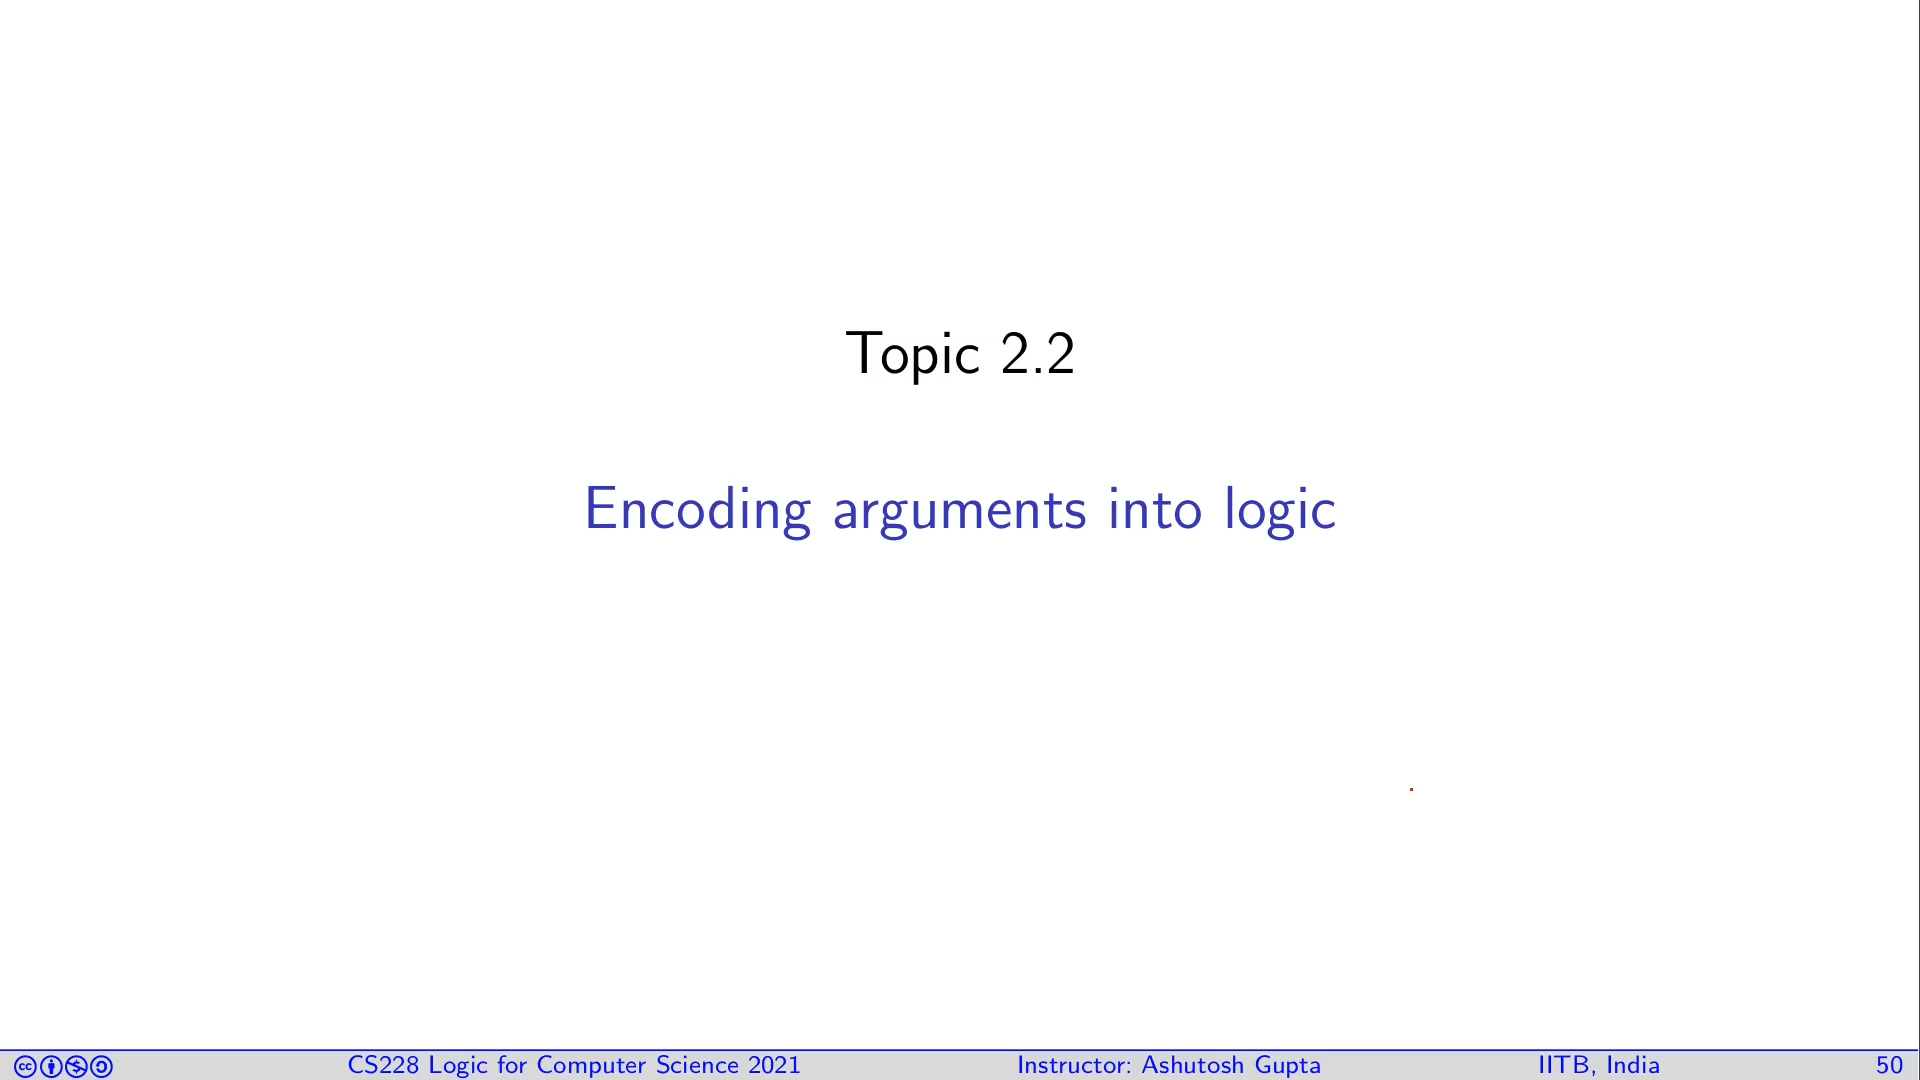 Topic 2.2
Encoding arguments into logic
CS228 Logic for Computer Science 2021 Instructor: Ashutosh Gupta IITB, India 50